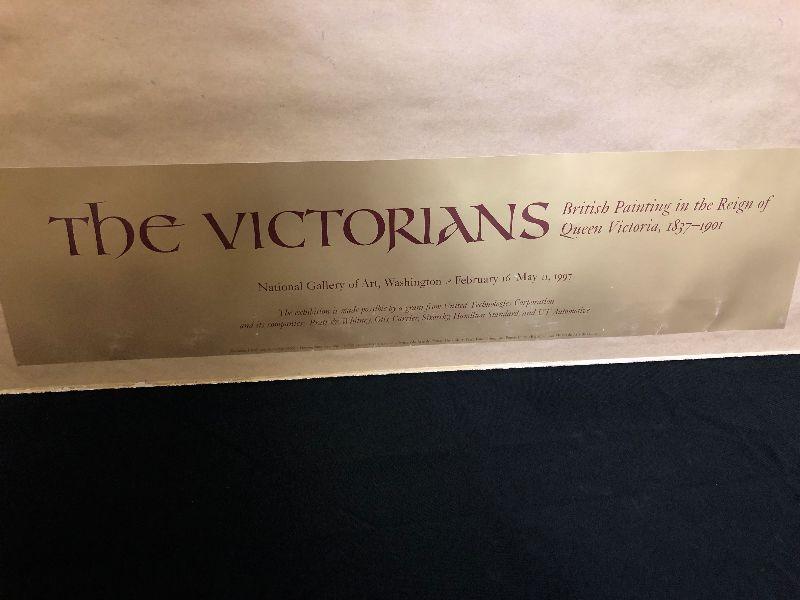 The VICTORIANS
British Painting in the Reign of
Queen Victoria, 1837–1901
National Gallery of Art, Washington February 16 May 11, 1997
The exhibition is made possible by a grant from United Technologies Corporation
and its companies: Pratt & Whitney, Otis, Carrier, Sikorsky, Hamilton Standard, and UT Automotive